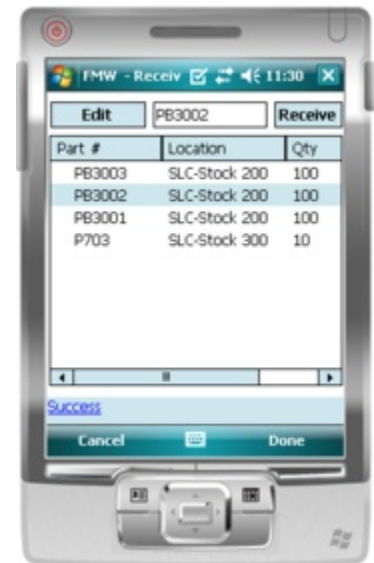 FMW - Receiv 11:30
Edit PB3002 Receive
Part # Location Qty
PB3003 SLC-Stock 200 100
PB3002 SLC-Stock 200 100
PB3001 SLC-Stock 200 100
P703 SLC-Stock 300 10
Success
Cancel Done